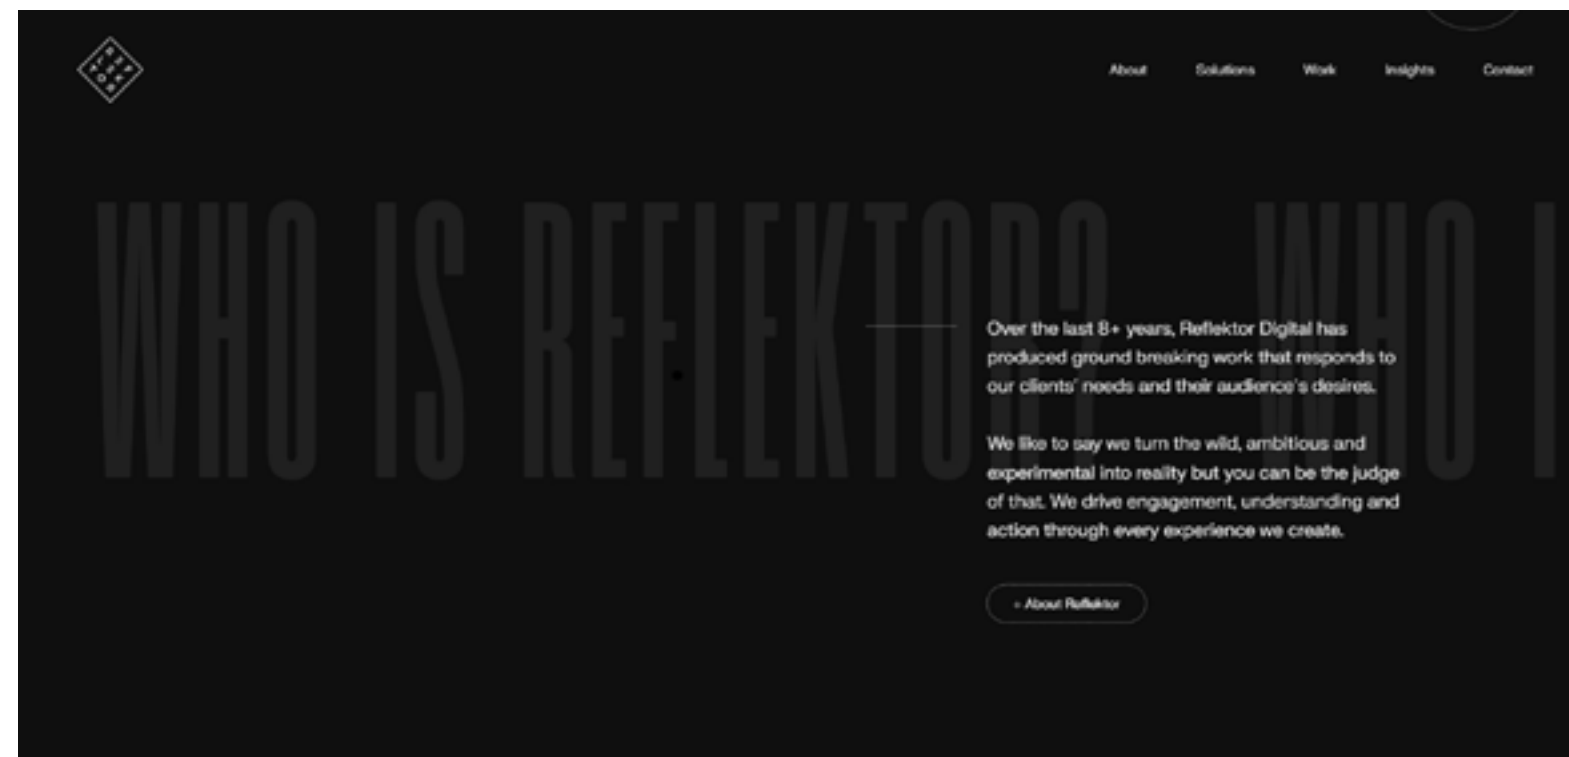 About Solutions Work Insights Contact
WHO IS REFLEKTOR? WHO I
Over the last 8+ years, Reflektor Digital has
produced ground breaking work that responds to
our clients' needs and their audience's desires.
We like to say we turn the wild, ambitious and
experimental into reality but you can be the judge
of that. We drive engagement, understanding and
action through every experience we create.
About Reflektor